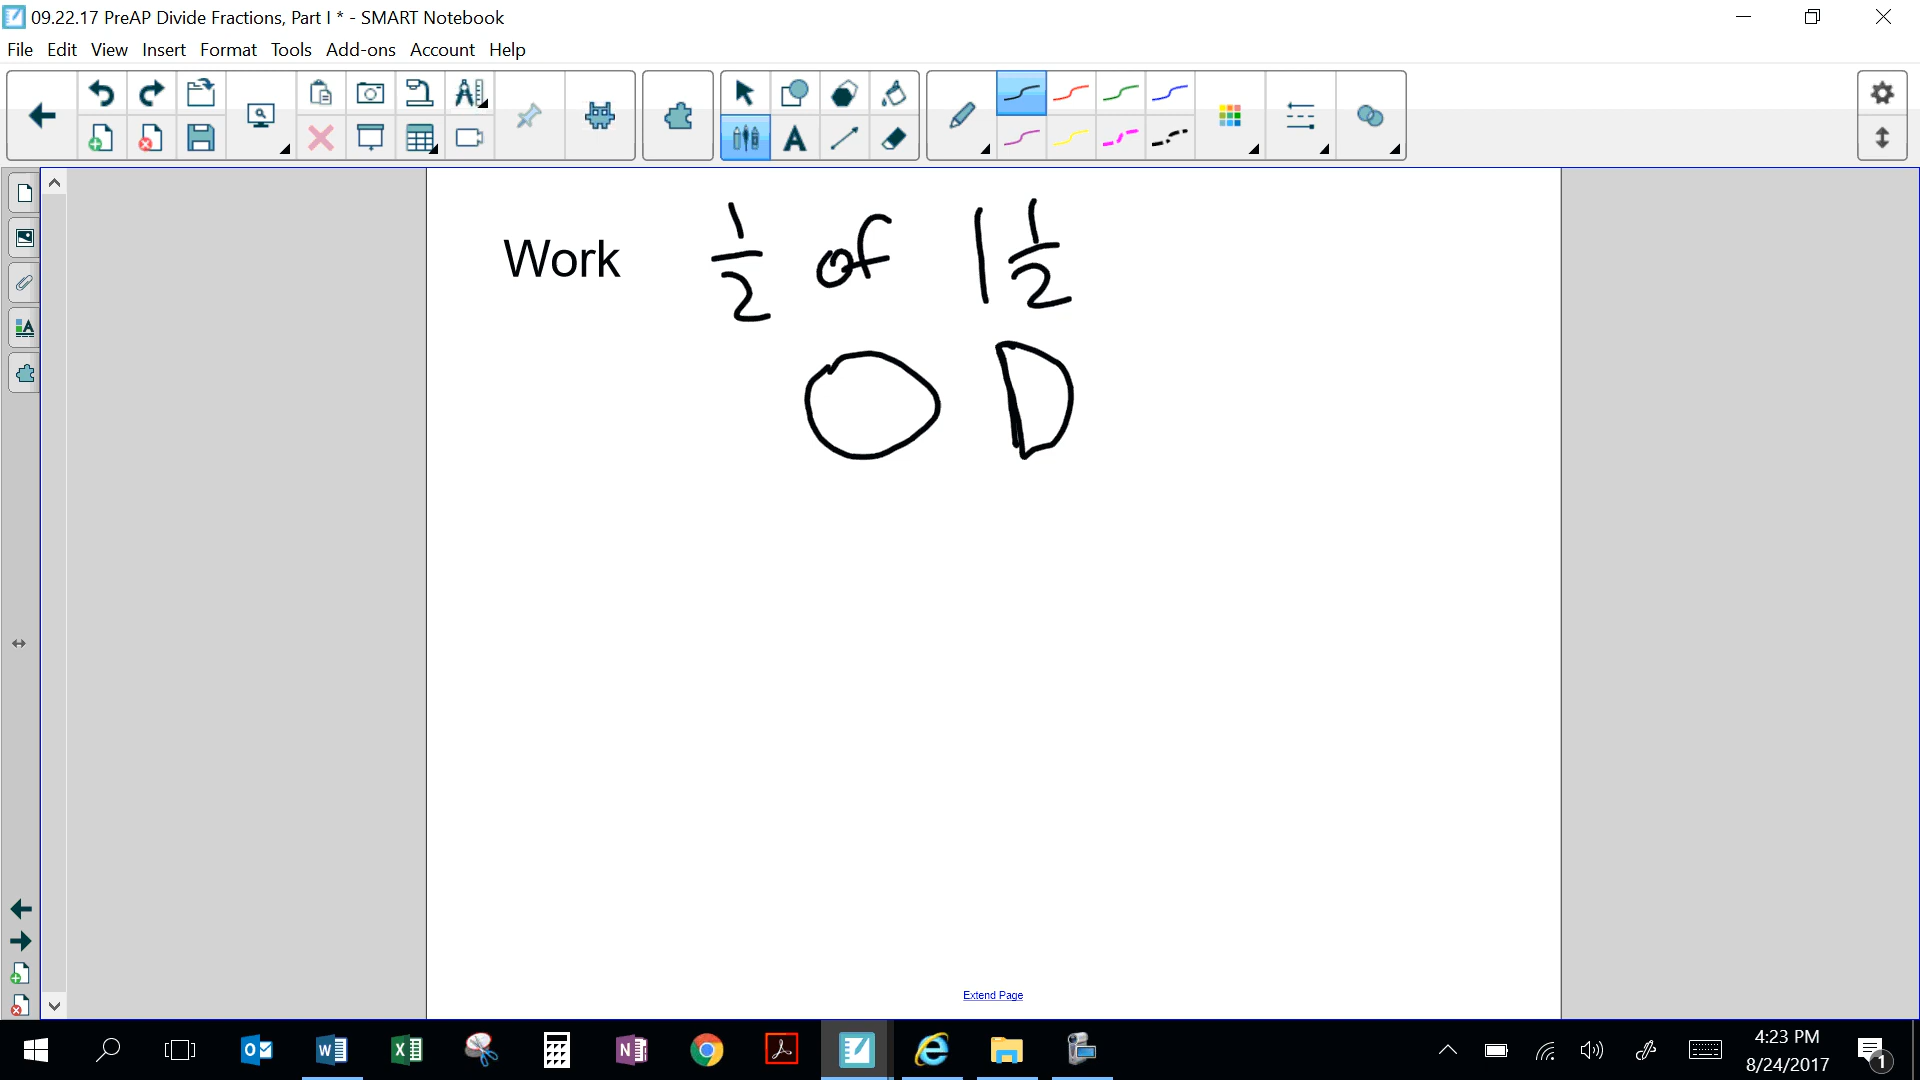 09.22.17 PreAP Divide Fractions, Part I * - SMART Notebook
File Edit View Insert Format Tools Add-ons Account Help
Work 1/2 of 1 1/2
Extend Page
4:23 PM
8/24/2017
1